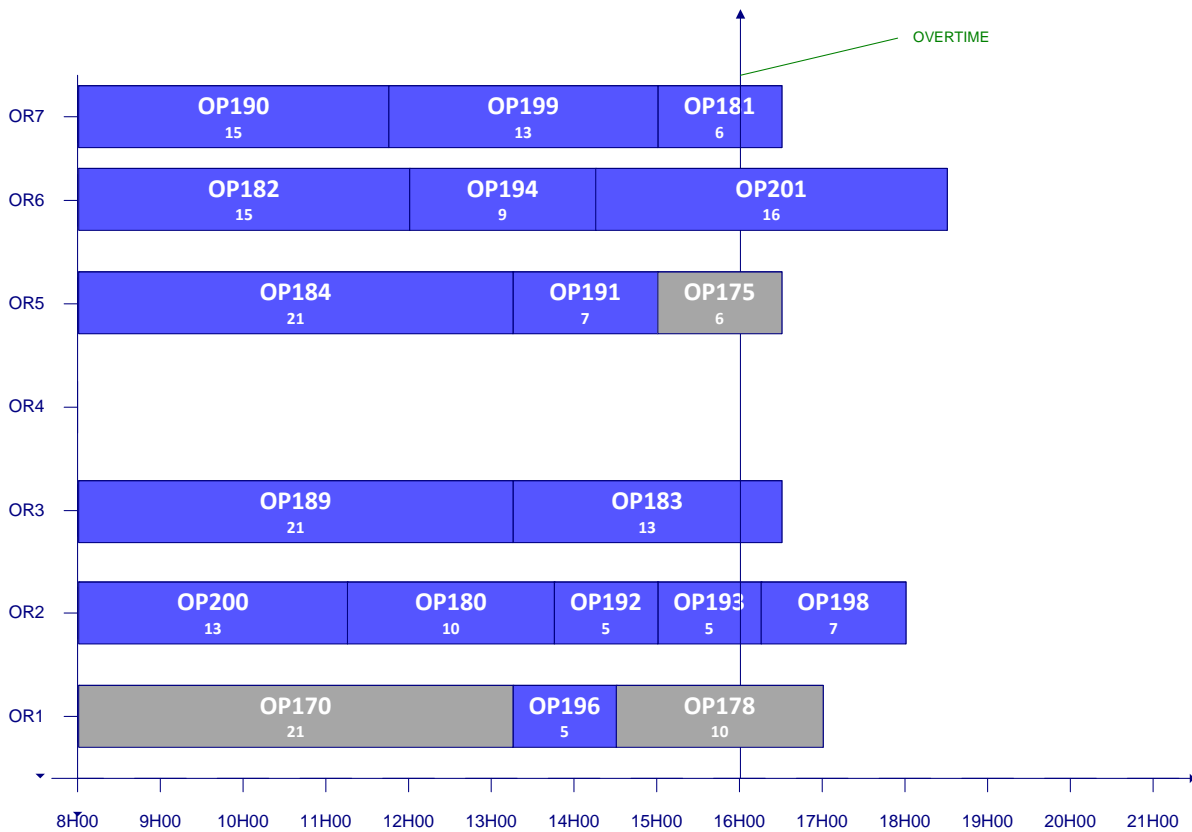 OVERTIME
OR7
OP190
15
OP199
13
OP181
6
OR6
OP182
15
OP194
9
OP201
16
OR5
OP184
21
OP191
7
OP175
6
OR4
OR3
OP189
21
OP183
13
OR2
OP200
13
OP180
10
OP192
5
OP193
5
OP198
7
OR1
OP170
21
OP196
5
OP178
10
8H00 9H00 10H00 11H00 12H00 13H00 14H00 15H00 16H00 17H00 18H00 19H00 20H00 21H00